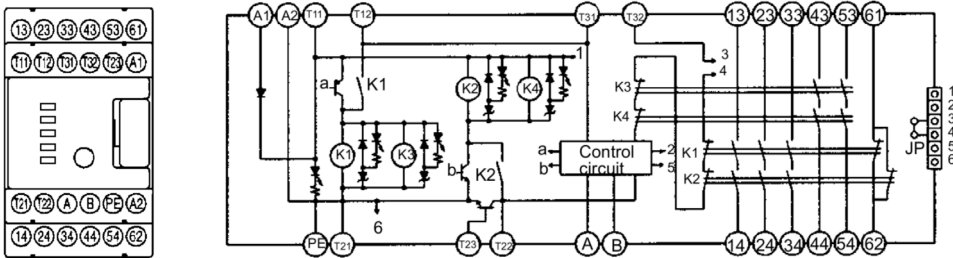 13 23 33 43 53 61
T11 T12 T31 T32 T23 A1
T21 T22 A B PE A2
14 24 34 44 54 62
A1 A2 T11 T12 T31 T32 13 23 33 43 53 61
1
3
4
a K1 K2 K4 K3
K4
K1 K3
b K2
a Control 2
b circuit 5
K1
K2
6
JP
1
2
3
4
5
6
PE T21 T23 T22 A B 14 24 34 44 54 62